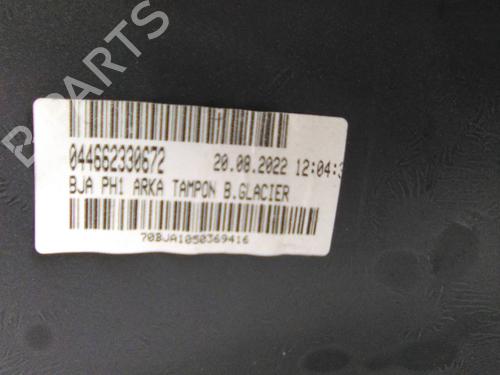 B PARTS
044662330672 20.08.2022 12:04:3
BJA PH1 ARKA TAMPON B.GLACIER
70BJA1050369416